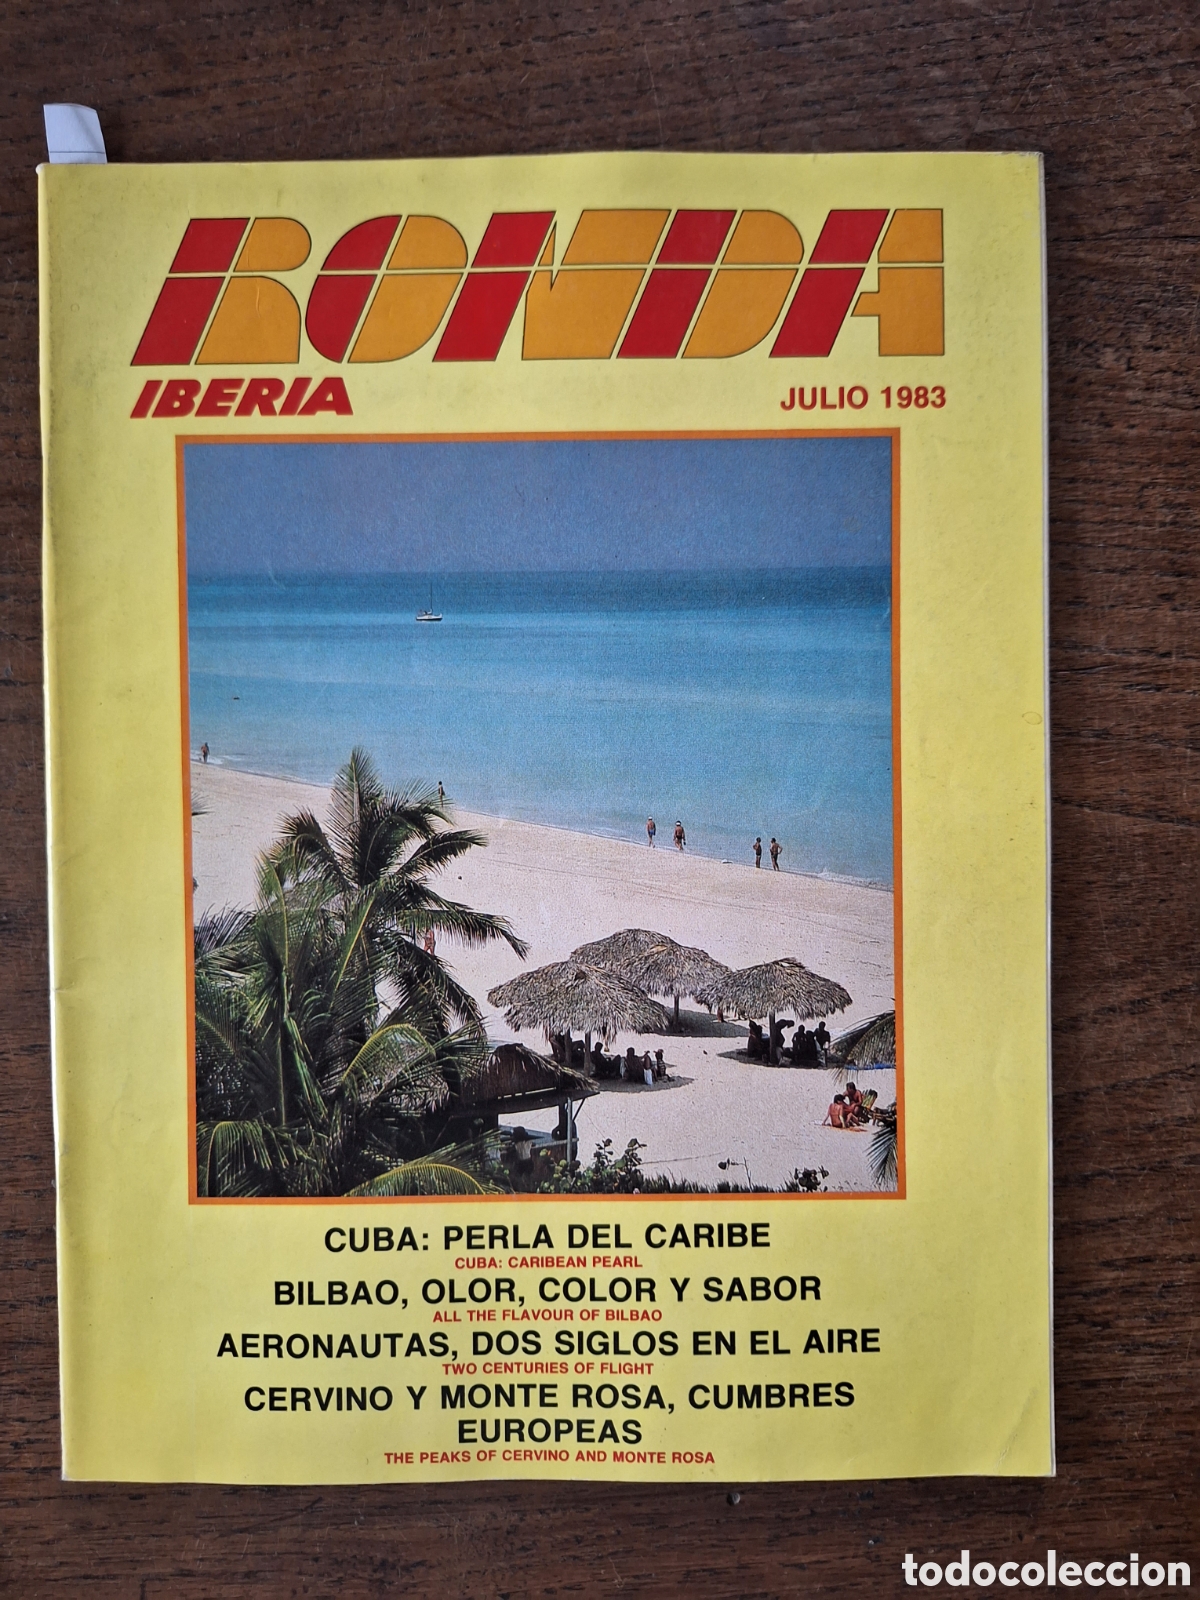 RONDA
IBERIA
JULIO 1983
CUBA: PERLA DEL CARIBE
CUBA: CARIBEAN PEARL
BILBAO, OLOR, COLOR Y SABOR
ALL THE FLAVOUR OF BILBAO
AERONAUTAS, DOS SIGLOS EN EL AIRE
TWO CENTURIES OF FLIGHT
CERVINO Y MONTE ROSA, CUMBRES
EUROPEAS
THE PEAKS OF CERVINO AND MONTE ROSA
todocoleccion